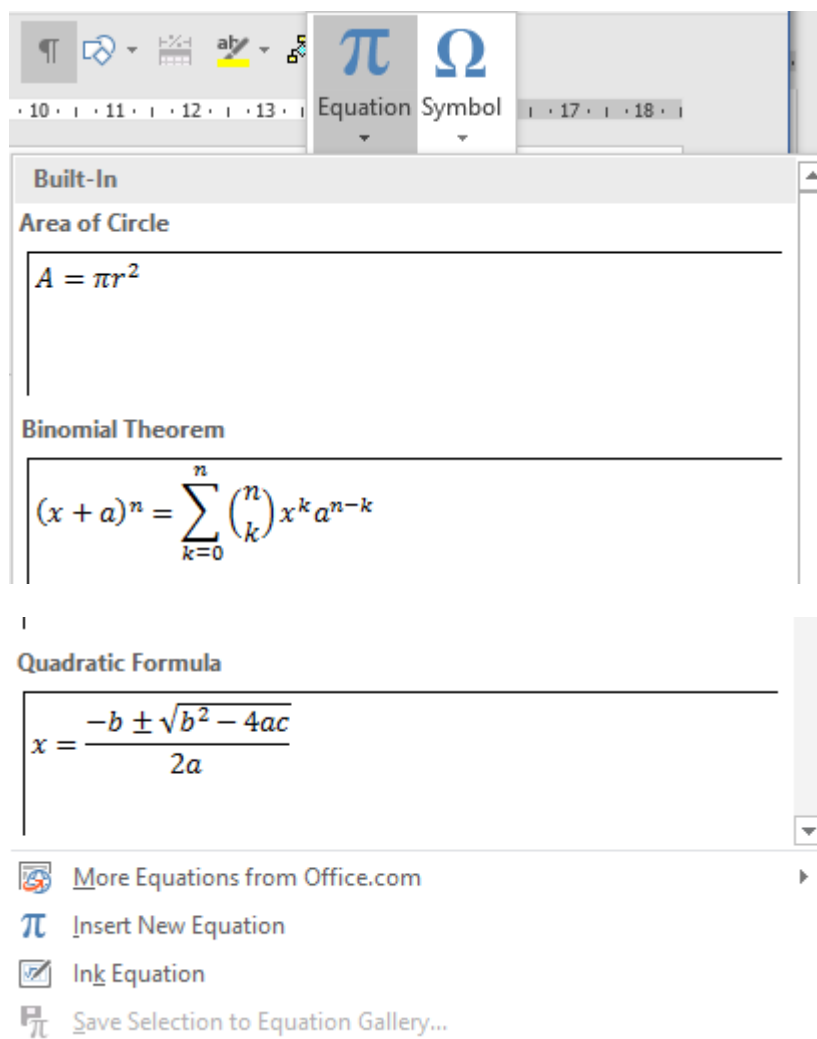 ¶ ab
Equation Symbol
· 10 · ı · 11 · ı · 12 · ı · 13 · ı ı · 17 · ı · 18 · ı
Built-In
Area of Circle
A = πr²
Binomial Theorem
(x + a)ⁿ = ∑ₖ₌₀ⁿ (n k) xᵏaⁿ⁻ᵏ
Quadratic Formula
x = (−b ± √(b² − 4ac)) / 2a
More Equations from Office.com
Insert New Equation
Ink Equation
Save Selection to Equation Gallery...